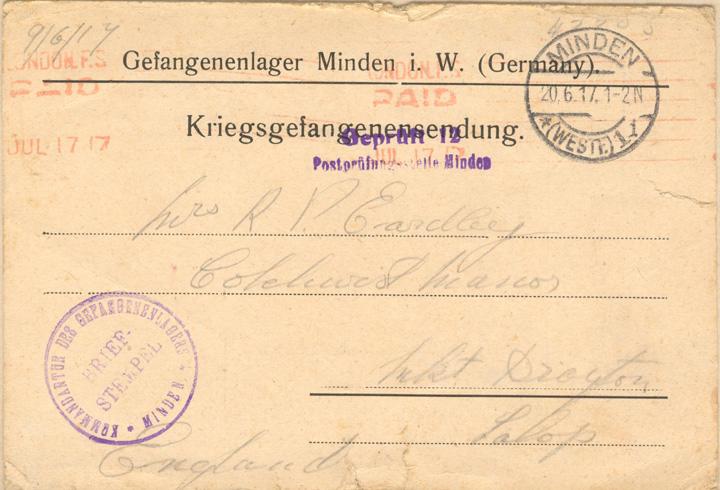 9/6/17
Gefangenenlager Minden i. W. (Germany).
MINDEN
20.6.17. 1-2N
*(WESTF.) 1
LONDON. F.S
PAID
JUL 17 17
LONDON. F.S
PAID
JUL 17 17
Kriegsgefangenensendung.
Geprüft 12
Postprüfungsstelle Minden
Mrs R P. Eardley
Manor
KOMMANDANTUR DES GEFANGENENLAGERS * MINDEN *
BRIEF-
STEMPEL
Mkt Drayton
Salop
England